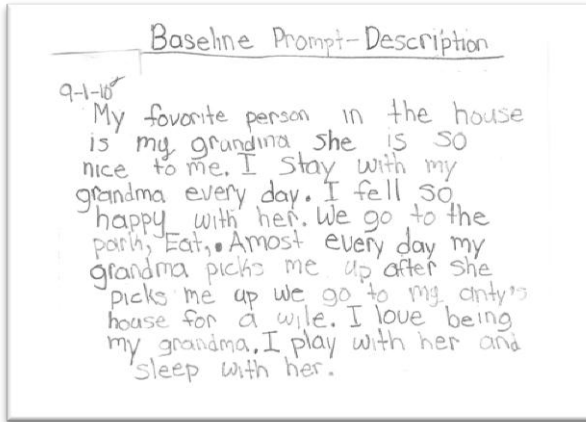 Baseline Prompt-Description
9-1-10
My fovorite person in the house
is my grandma She is so
nice to me. I Stay with my
grandma every day. I fell so
happy with her. We go to the
park, Eat,. Amost every day my
grandma picks me up after she
picks me up we go to my anty's
house for a wile. I love being
my grandma. I play with her and
sleep with her.